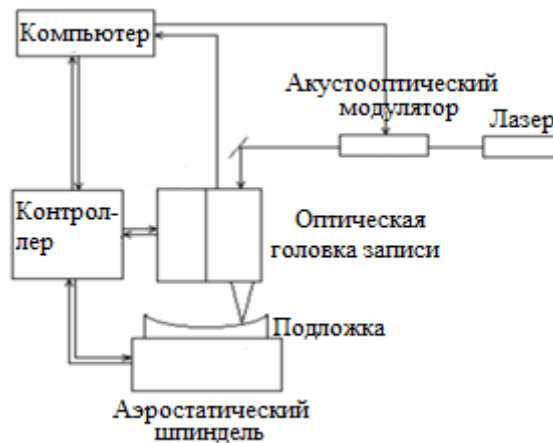 Компьютер
Акустооптический
модулятор
Лазер
Контрол-
лер
Оптическая
головка записи
Подложка
Аэростатический
шпиндель